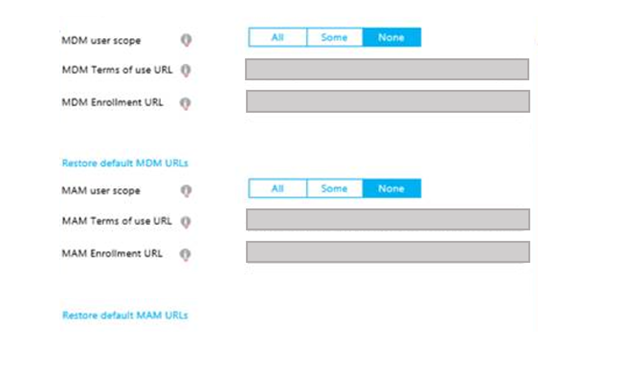 MDM user scope All Some None
MDM Terms of use URL
MDM Enrollment URL
Restore default MDM URLs
MAM user scope All Some None
MAM Terms of use URL
MAM Enrollment URL
Restore default MAM URLs